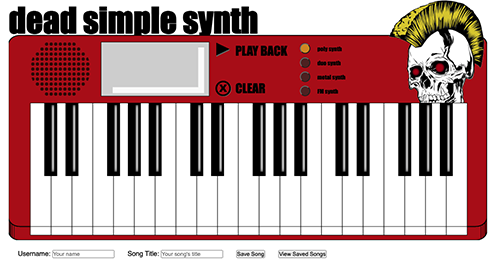 dead simple synth
PLAY BACK
poly synth
duo synth
metal synth
FM synth
CLEAR
Username: Your name Song Title: Your song's title Save Song View Saved Songs